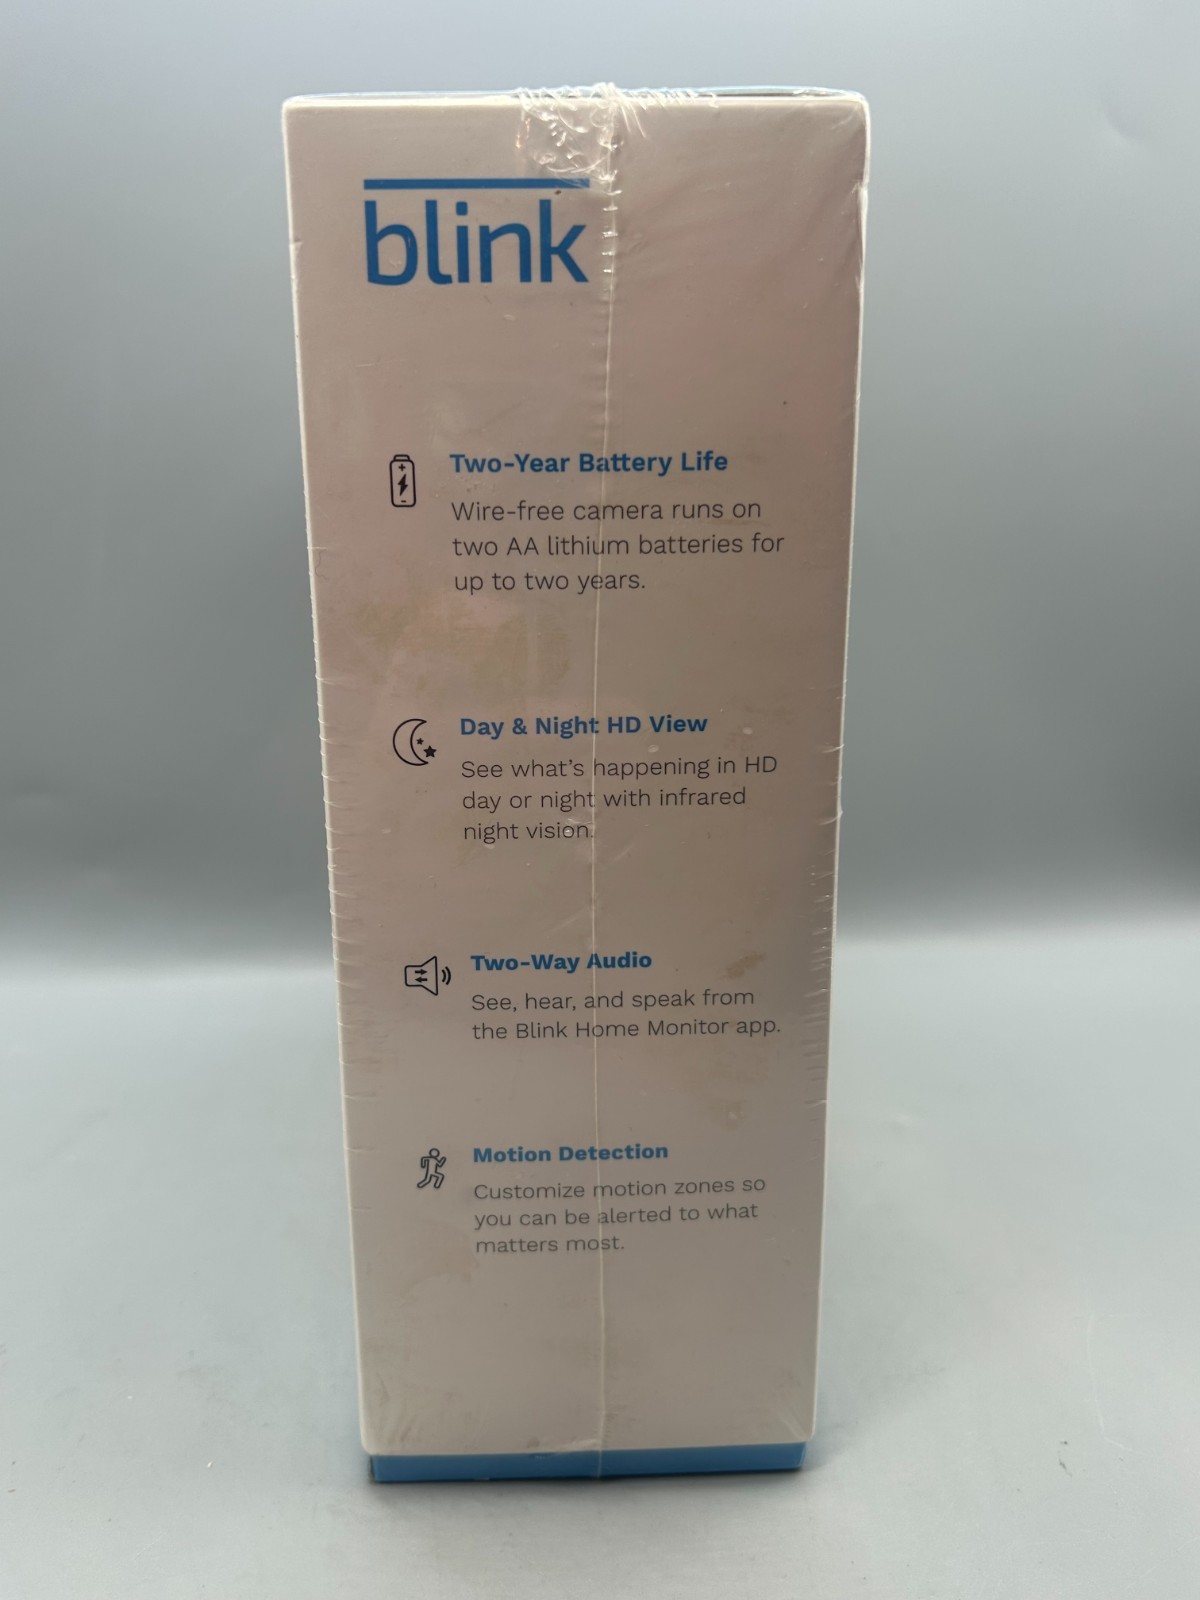 blink
Two-Year Battery Life
Wire-free camera runs on
two AA lithium batteries for
up to two years.
Day & Night HD View
See what's happening in HD
day or night with infrared
night vision.
Two-Way Audio
See, hear, and speak from
the Blink Home Monitor app.
Motion Detection
Customize motion zones so
you can be alerted to what
matters most.